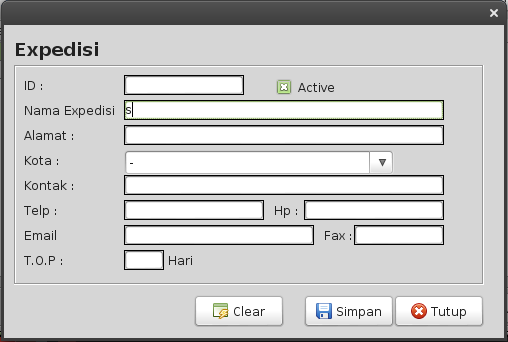 Expedisi
ID :
Active
Nama Expedisi s
Alamat :
Kota : -
Kontak :
Telp : Hp :
Email Fax :
T.O.P : Hari
Clear Simpan Tutup